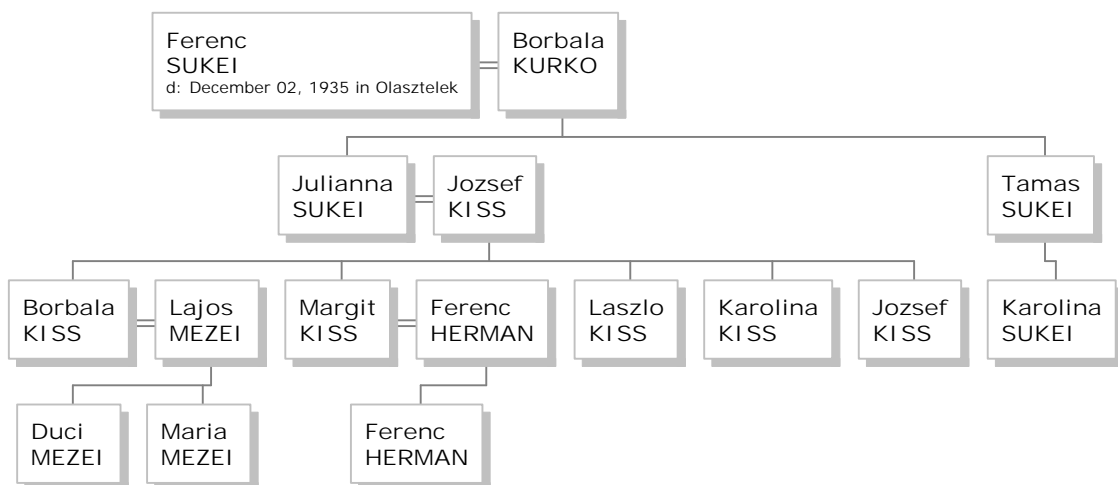 Ferenc
SUKEI
d: December 02, 1935 in Olasztelek
Borbala
KURKO
Julianna
SUKEI
Jozsef
KISS
Tamas
SUKEI
Borbala
KISS
Lajos
MEZEI
Margit
KISS
Ferenc
HERMAN
Laszlo
KISS
Karolina
KISS
Jozsef
KISS
Karolina
SUKEI
Duci
MEZEI
Maria
MEZEI
Ferenc
HERMAN